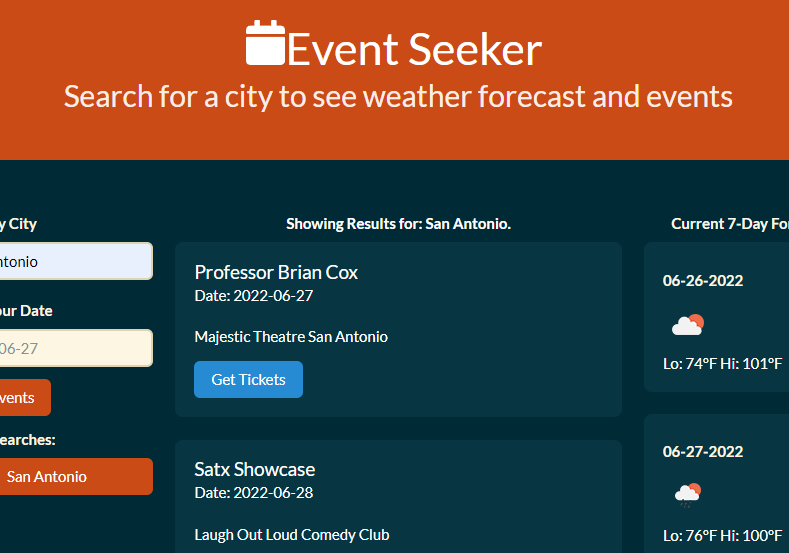 Event Seeker
Search for a city to see weather forecast and events
y City
ntonio
our Date
06-27
vents
earches:
San Antonio
Showing Results for: San Antonio.
Professor Brian Cox
Date: 2022-06-27
Majestic Theatre San Antonio
Get Tickets
Satx Showcase
Date: 2022-06-28
Laugh Out Loud Comedy Club
Current 7-Day For
06-26-2022
Lo: 74°F Hi: 101°F
06-27-2022
Lo: 76°F Hi: 100°F